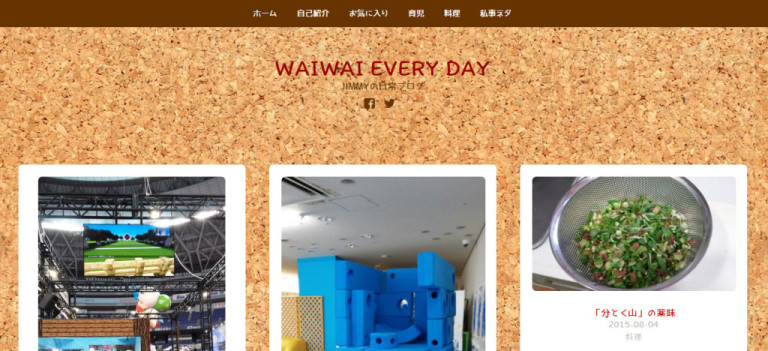 ホーム 自己紹介 お気に入り 育児 料理 私事ネタ
WAIWAI EVERY DAY
JIMMYの日常ブログ
「分とく山」の薬味
2015-08-04
料理